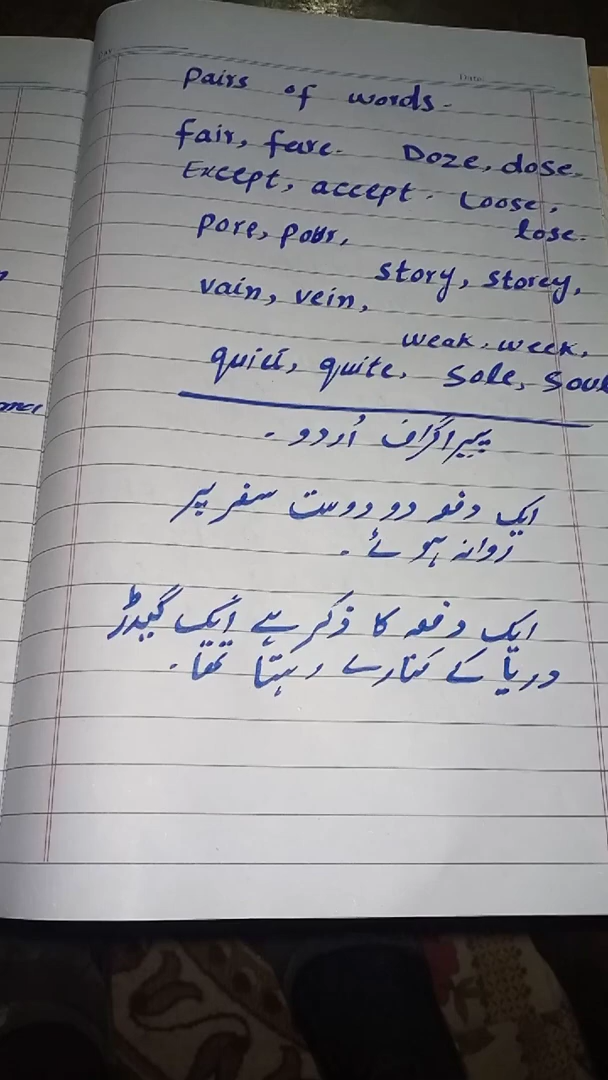 Date:
Pairs of words-
fair, fare. Doze, dose.
Except, accept. Loose,
lose.
pore, pour,
story, storey,
vain, vein,
weak, week,
quiet, quite, Sole, Soul
پیراگراف اُردو۔
ایک دفعہ دو دوست سفر پر
روانہ ہوئے۔
ایک دفعہ کا ذکر ہے ایک گیدڑ
دریا کے کنارے رہتا تھا۔